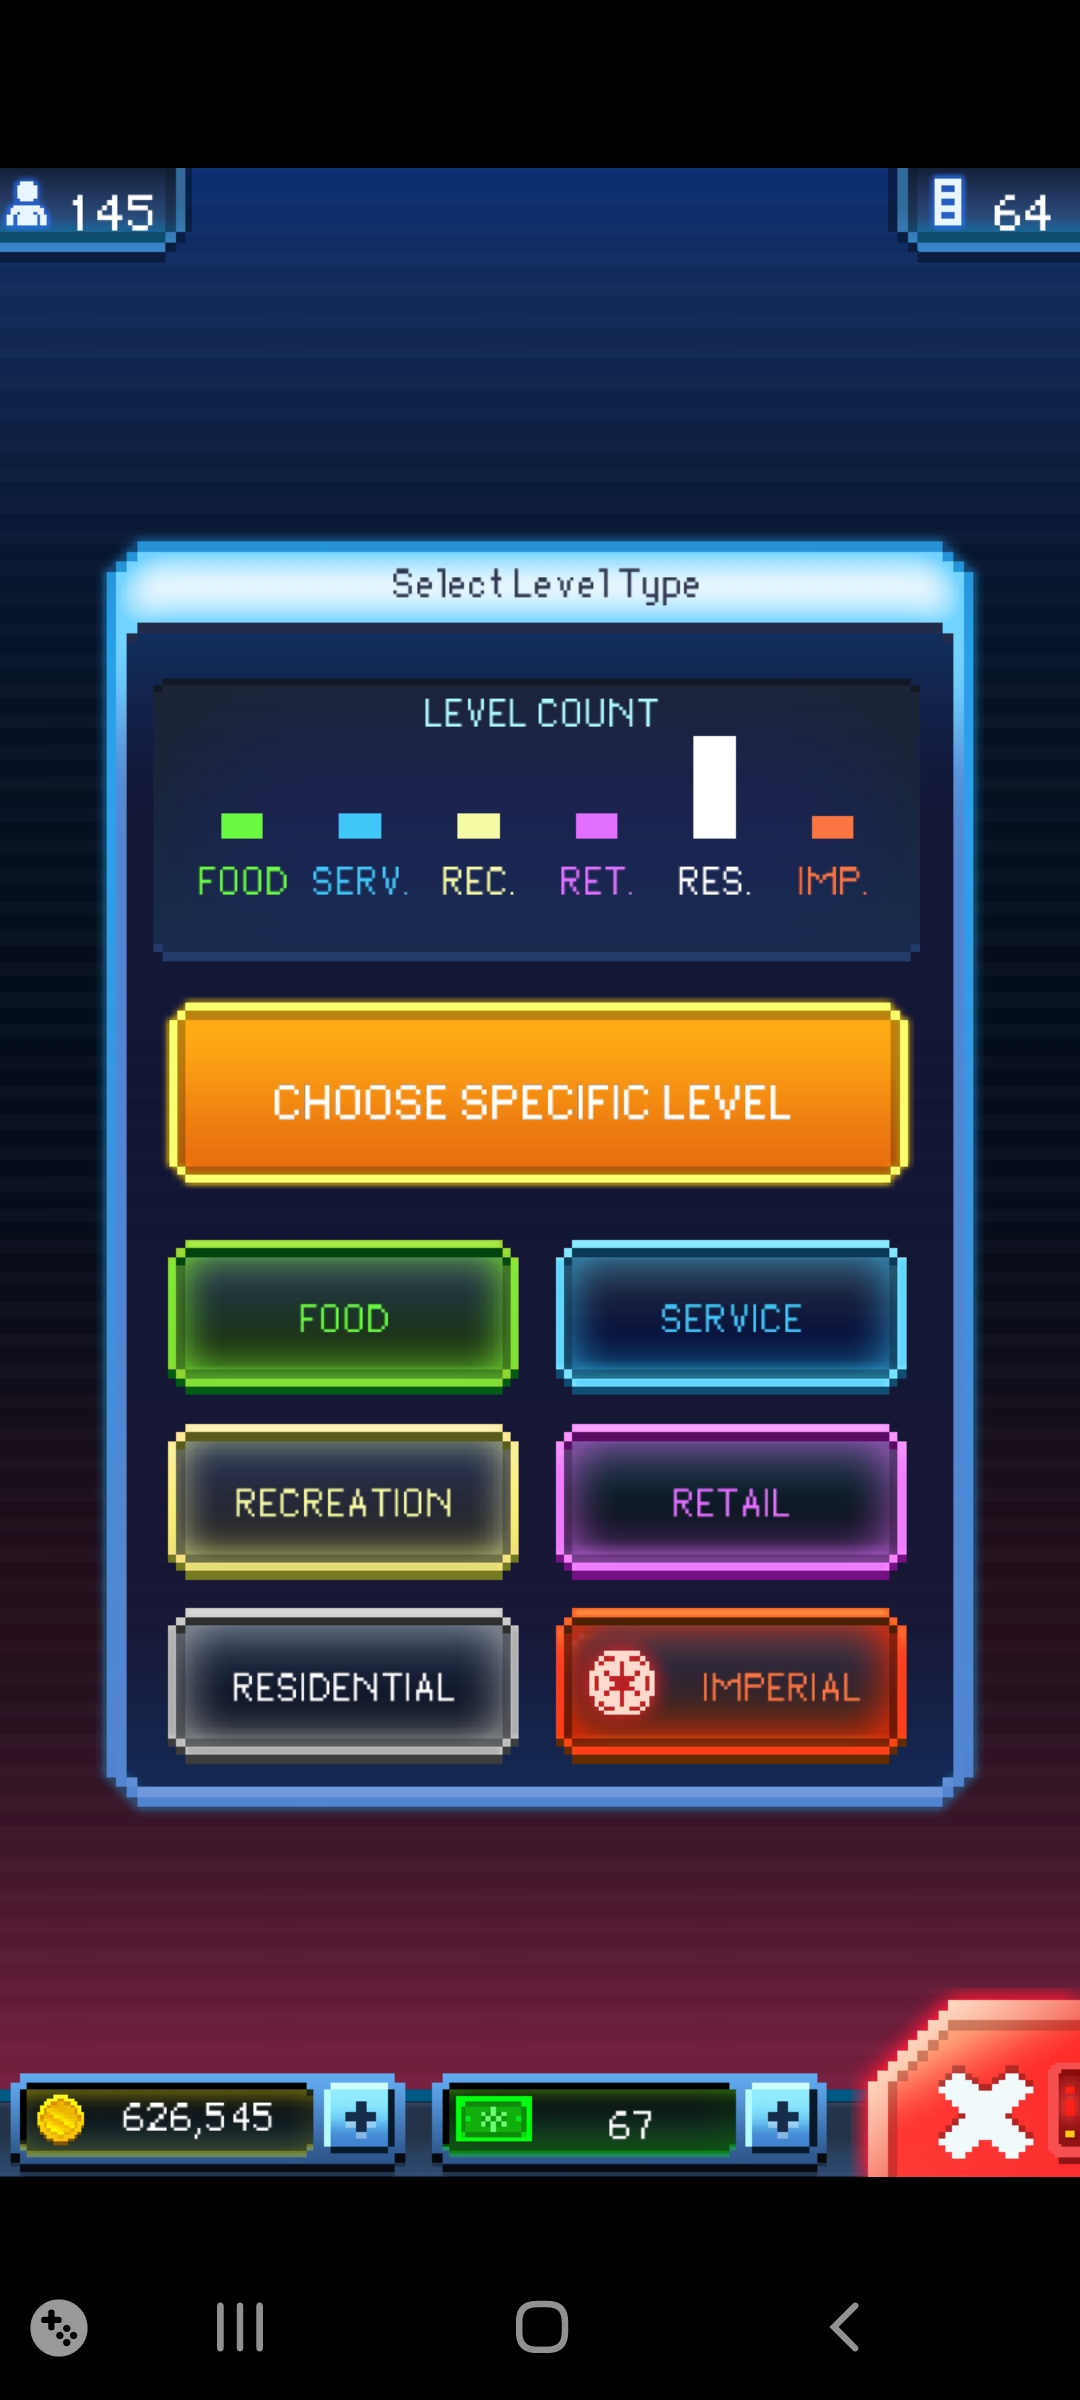 145
64
Select Level Type
LEVEL COUNT
FOOD SERV. REC. RET. RES. IMP.
CHOOSE SPECIFIC LEVEL
FOOD SERVICE
RECREATION RETAIL
RESIDENTIAL IMPERIAL
626,545
67